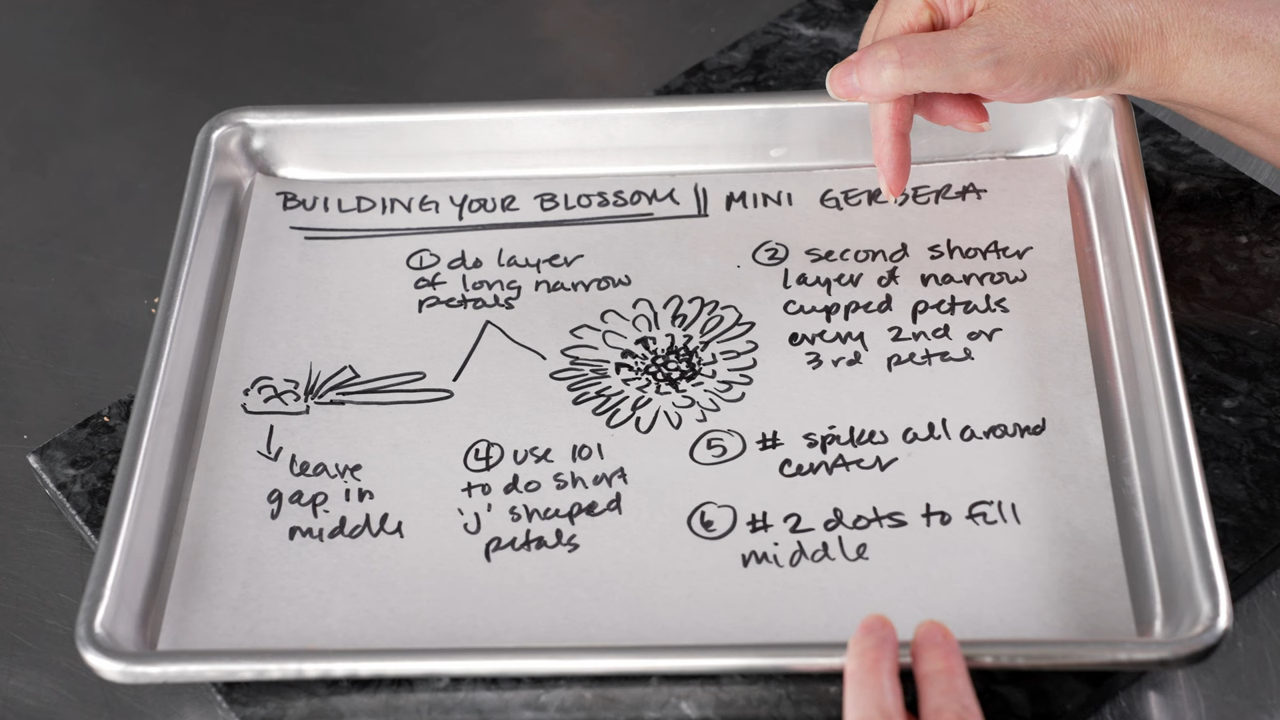 BUILDING YOUR BLOSSOM || MINI GERBERA
① do layer
of long narrow
petals
② second shorter
layer of narrow
cupped petals
every 2nd or
3rd petal
↓ leave
gap in
middle
④ use 101
to do short
'J' shaped
petals
⑤ # spikes all around
center
⑥ # 2 dots to fill
middle